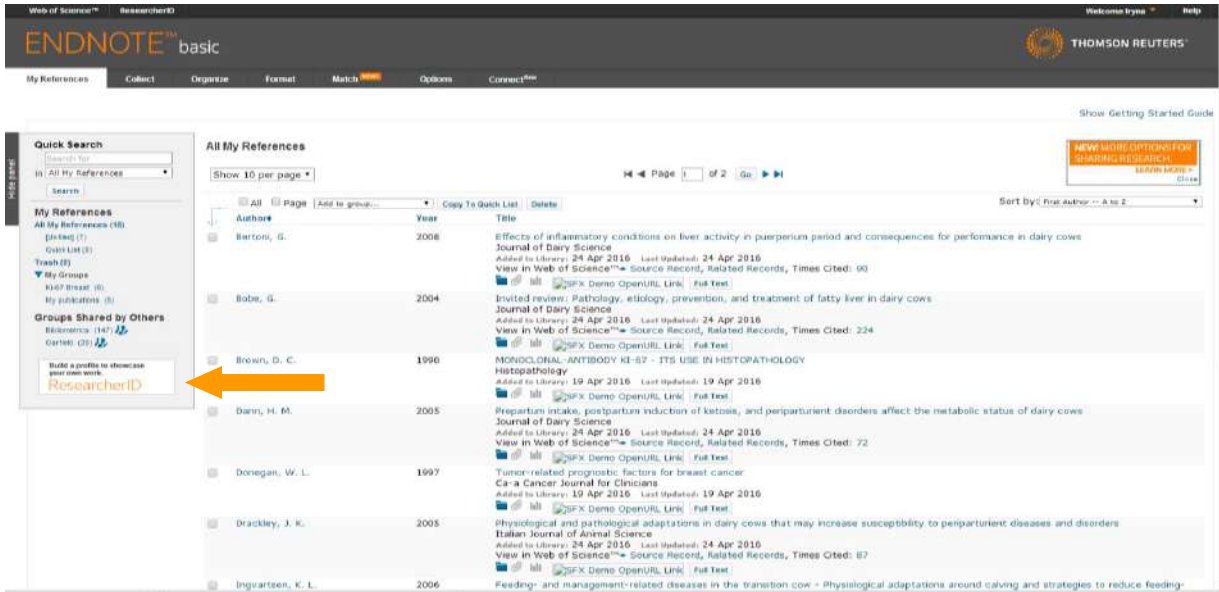 Web of Science™ ResearcherID Welcome Iryna Help
ENDNOTE™ basic
THOMSON REUTERS™
My References Collect Organize Format Match Options Connect
Show Getting Started Guide
Hide panel
Quick Search
Search for
in All My References
Search
My References
All My References (18)
[Unfiled] (7)
Quick List (0)
Trash (0)
My Groups
Ki-67 Breast (6)
My publications (5)
Groups Shared by Others
Bibliometrics (147)
Garfield (20)
Build a profile to showcase
your own work.
ResearcherID
All My References
NEW! MORE OPTIONS FOR
SHARING RESEARCH.
LEARN MORE
Close
Show 10 per page Page 1 of 2 Go
All Page Add to group... Copy To Quick List Delete Sort by: First Author -- A to Z
Author Year Title
Bertoni, G. 2008 Effects of inflammatory conditions on liver activity in puerperium period and consequences for performance in dairy cows
Journal of Dairy Science
Added to Library: 24 Apr 2016 Last Updated: 24 Apr 2016
View in Web of Science™ Source Record, Related Records, Times Cited: 90
SFX Demo OpenURL Link Full Text
Bobe, G. 2004 Invited review: Pathology, etiology, prevention, and treatment of fatty liver in dairy cows
Journal of Dairy Science
Added to Library: 24 Apr 2016 Last Updated: 24 Apr 2016
View in Web of Science™ Source Record, Related Records, Times Cited: 224
SFX Demo OpenURL Link Full Text
Brown, D. C. 1990 MONOCLONAL-ANTIBODY KI-67 - ITS USE IN HISTOPATHOLOGY
Histopathology
Added to Library: 19 Apr 2016 Last Updated: 19 Apr 2016
SFX Demo OpenURL Link Full Text
Dann, H. M. 2005 Prepartum intake, postpartum induction of ketosis, and periparturient disorders affect the metabolic status of dairy cows
Journal of Dairy Science
Added to Library: 24 Apr 2016 Last Updated: 24 Apr 2016
View in Web of Science™ Source Record, Related Records, Times Cited: 72
SFX Demo OpenURL Link Full Text
Donegan, W. L. 1997 Tumor-related prognostic factors for breast cancer
Ca-a Cancer Journal for Clinicians
Added to Library: 19 Apr 2016 Last Updated: 19 Apr 2016
SFX Demo OpenURL Link Full Text
Drackley, J. K. 2005 Physiological and pathological adaptations in dairy cows that may increase susceptibility to periparturient diseases and disorders
Italian Journal of Animal Science
Added to Library: 24 Apr 2016 Last Updated: 24 Apr 2016
View in Web of Science™ Source Record, Related Records, Times Cited: 87
SFX Demo OpenURL Link Full Text
Ingvartsen, K. L. 2006 Feeding- and management-related diseases in the transition cow - Physiological adaptations around calving and strategies to reduce feeding-